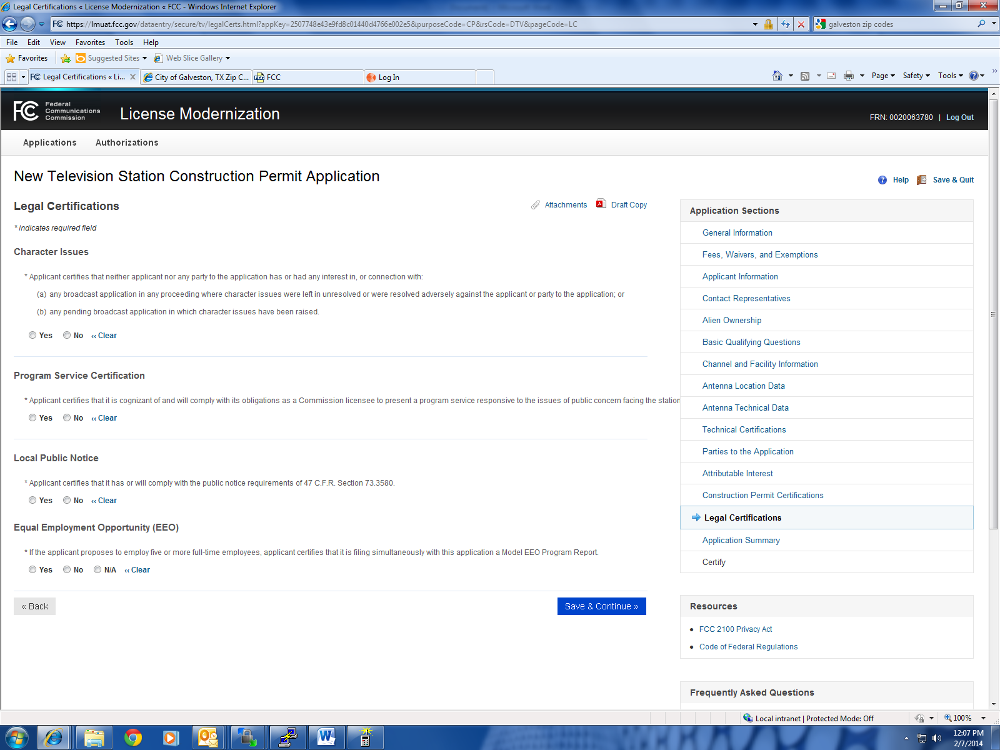 Legal Certifications « License Modernization « FCC - Windows Internet Explorer
https://lmuat.fcc.gov/dataentry/secure/tv/legalCerts.html?appKey=2507748e43e9fd8c01440d4766e002e5&purposeCode=CP&rsCode=DTV&pageCode=LC
galveston zip codes
File Edit View Favorites Tools Help
Favorites Suggested Sites Web Slice Gallery
Legal Certifications « Li... City of Galveston, TX Zip C... FCC Log In
Page Safety Tools
FCC Federal Communications Commission
License Modernization
FRN: 0020063780 | Log Out
Applications Authorizations
New Television Station Construction Permit Application
Help Save & Quit
Legal Certifications
Attachments Draft Copy
* indicates required field
Character Issues
* Applicant certifies that neither applicant nor any party to the application has or had any interest in, or connection with:
(a) any broadcast application in any proceeding where character issues were left in unresolved or were resolved adversely against the applicant or party to the application; or
(b) any pending broadcast application in which character issues have been raised.
Yes No ‹‹ Clear
Program Service Certification
* Applicant certifies that it is cognizant of and will comply with its obligations as a Commission licensee to present a program service responsive to the issues of public concern facing the station
Yes No ‹‹ Clear
Local Public Notice
* Applicant certifies that it has or will comply with the public notice requirements of 47 C.F.R. Section 73.3580.
Yes No ‹‹ Clear
Equal Employment Opportunity (EEO)
* If the applicant proposes to employ five or more full-time employees, applicant certifies that it is filing simultaneously with this application a Model EEO Program Report.
Yes No N/A ‹‹ Clear
« Back
Save & Continue »
Application Sections
General Information
Fees, Waivers, and Exemptions
Applicant Information
Contact Representatives
Alien Ownership
Basic Qualifying Questions
Channel and Facility Information
Antenna Location Data
Antenna Technical Data
Technical Certifications
Parties to the Application
Attributable Interest
Construction Permit Certifications
Legal Certifications
Application Summary
Certify
Resources
FCC 2100 Privacy Act
Code of Federal Regulations
Frequently Asked Questions
Local intranet | Protected Mode: Off
100%
12:07 PM
2/7/2014